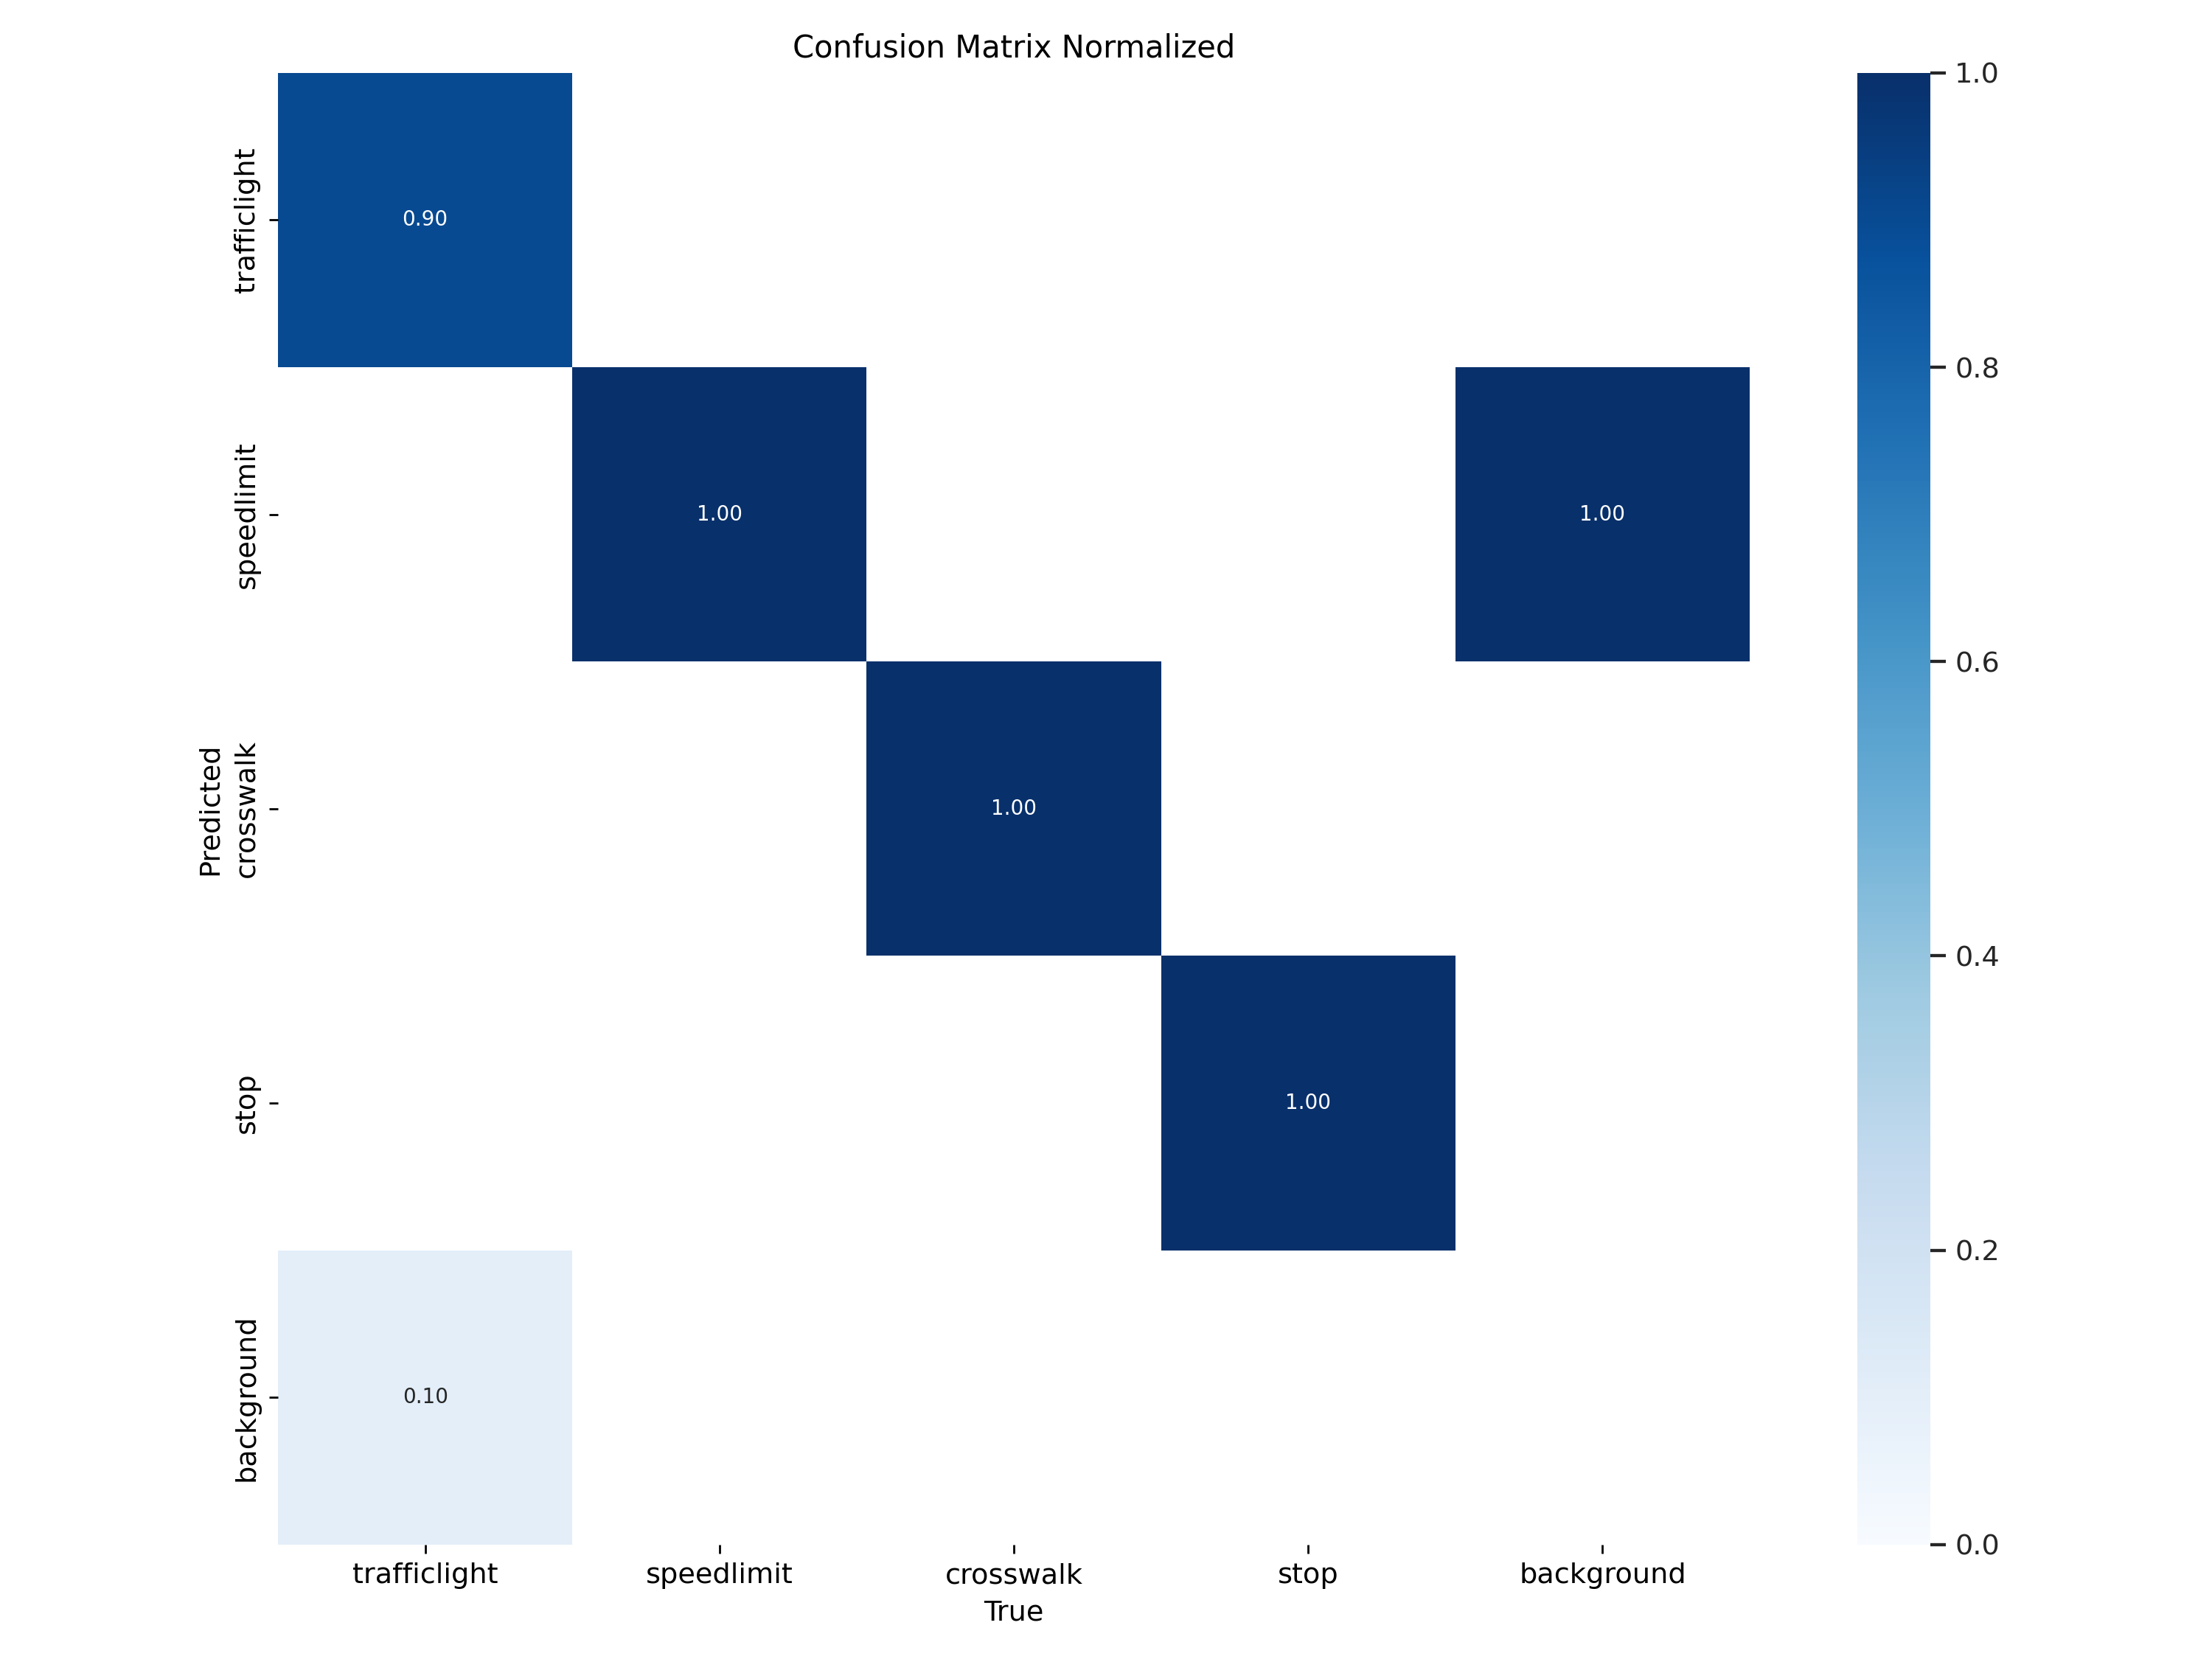 Confusion Matrix Normalized
trafficlight
0.90
speedlimit
1.00
1.00
Predicted
crosswalk
1.00
stop
1.00
background
0.10
trafficlight
speedlimit
crosswalk
stop
background
True
1.0
0.8
0.6
0.4
0.2
0.0